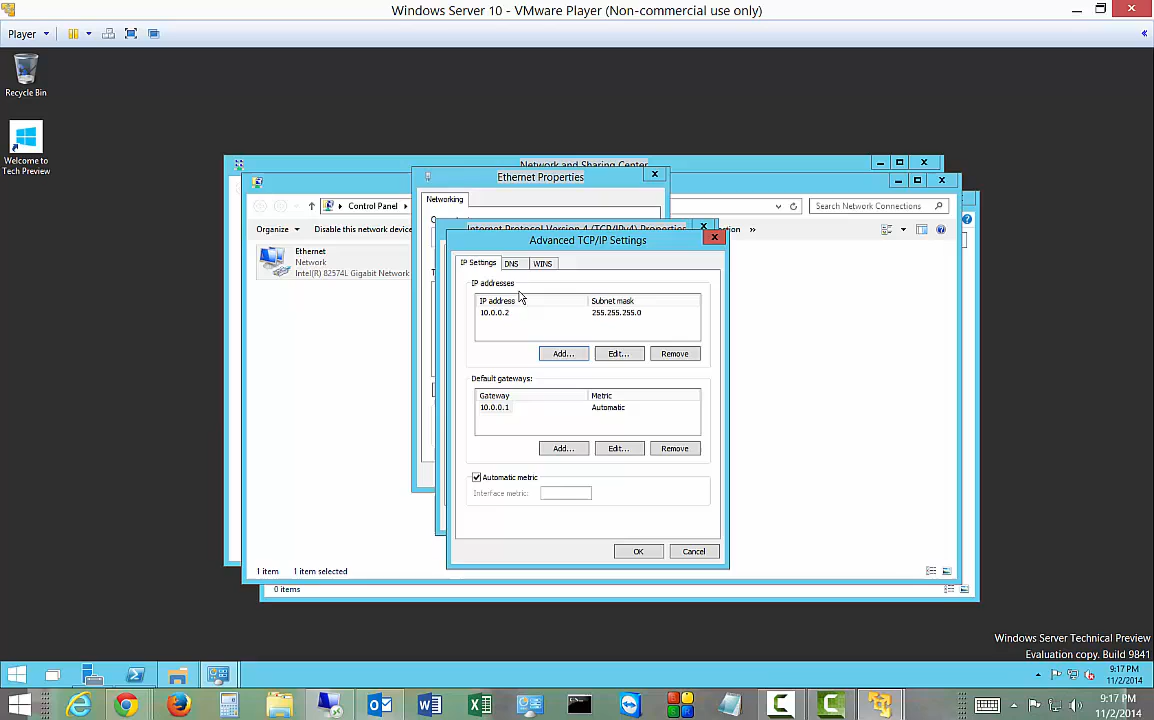 Windows Server 10 - VMware Player (Non-commercial use only)
Player
Recycle Bin
Welcome to
Tech Preview
Network and Sharing Center
Ethernet Properties
Control Panel
Search Network Connections
Networking
Organize
Disable this network device
Internet Protocol Version 4 (TCP/IPv4) Properties
Advanced TCP/IP Settings
Ethernet
Network
Intel(R) 82574L Gigabit Network
IP Settings
DNS
WINS
IP addresses
IP address
Subnet mask
10.0.0.2
255.255.255.0
Add...
Edit...
Remove
Default gateways:
Gateway
Metric
10.0.0.1
Automatic
Add...
Edit...
Remove
Automatic metric
Interface metric:
OK
Cancel
1 item
1 item selected
0 items
Windows Server Technical Preview
Evaluation copy. Build 9841
9:17 PM
11/2/2014
9:17 PM
11/2/2014